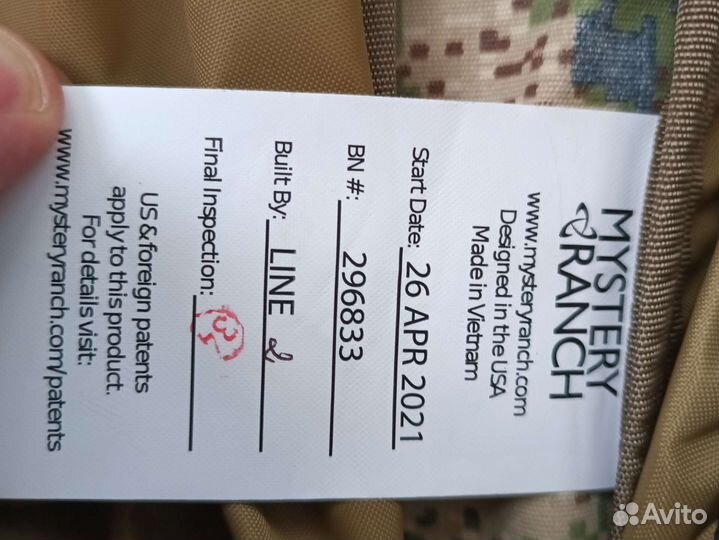 MYSTERY
RANCH
www.mysteryranch.com
Designed in the USA
Made in Vietnam
Start Date: 26 APR 2021
BN #: 296833
Built By: LINE 2
Final Inspection:
US & foreign patents
apply to this product.
For details visit:
www.mysteryranch.com/patents
Avito